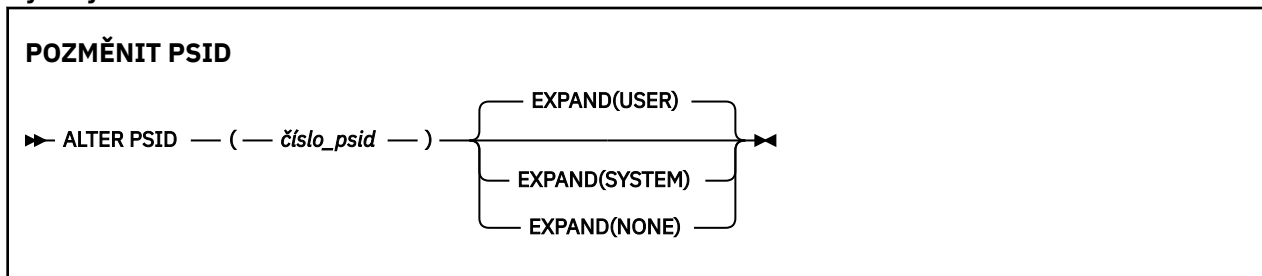 POZMĚNIT PSID
EXPAND(USER)
ALTER PSID ( číslo_psid )
EXPAND(SYSTEM)
EXPAND(NONE)